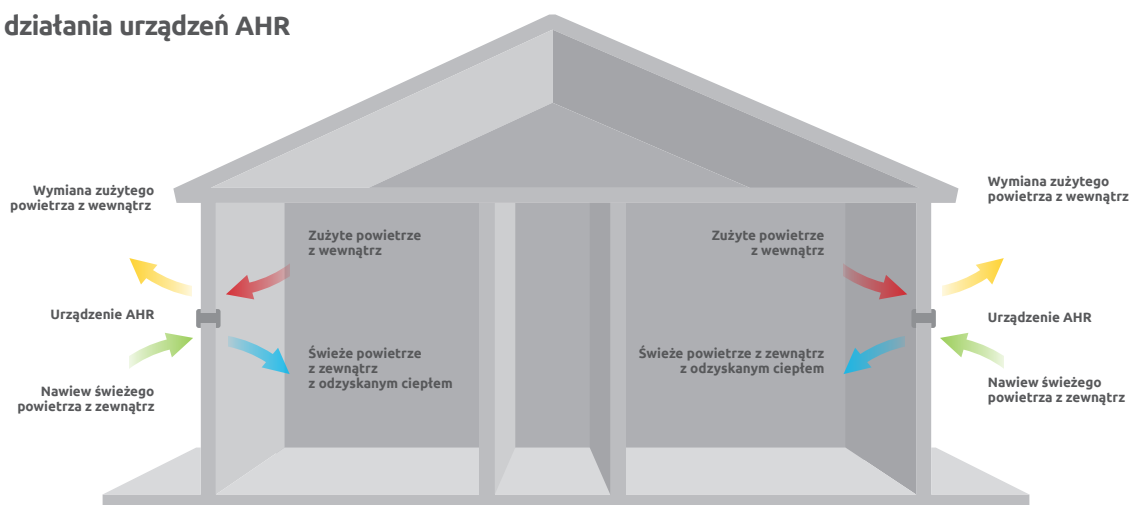 działania urządzeń AHR
Wymiana zużytego
powietrza z wewnątrz
Urządzenie AHR
Nawiew świeżego
powietrza z zewnątrz
Zużyte powietrze
z wewnątrz
Świeże powietrze
z zewnątrz
z odzyskanym ciepłem
Zużyte powietrze
z wewnątrz
Świeże powietrze z zewnątrz
z odzyskanym ciepłem
Wymiana zużytego
powietrza z wewnątrz
Urządzenie AHR
Nawiew świeżego
powietrza z zewnątrz